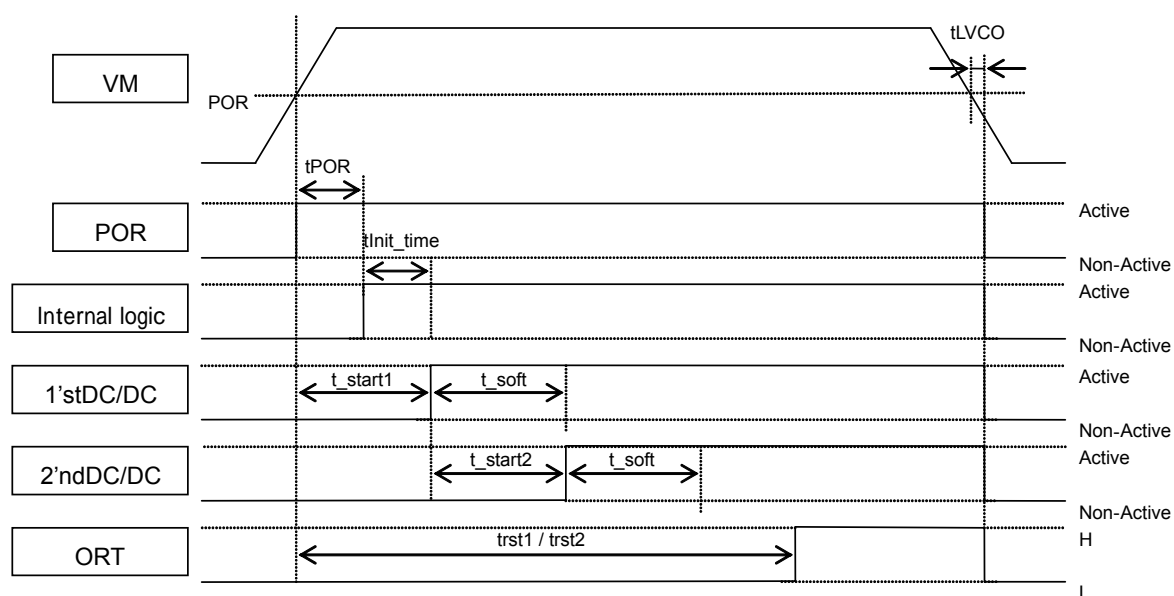 tLVCO
VM
POR
tPOR
Active
POR
tInit_time
Non-Active
Active
Internal logic
Non-Active
Active
t_start1
t_soft
1'stDC/DC
Non-Active
Active
t_start2
t_soft
2'ndDC/DC
Non-Active
H
trst1 / trst2
ORT